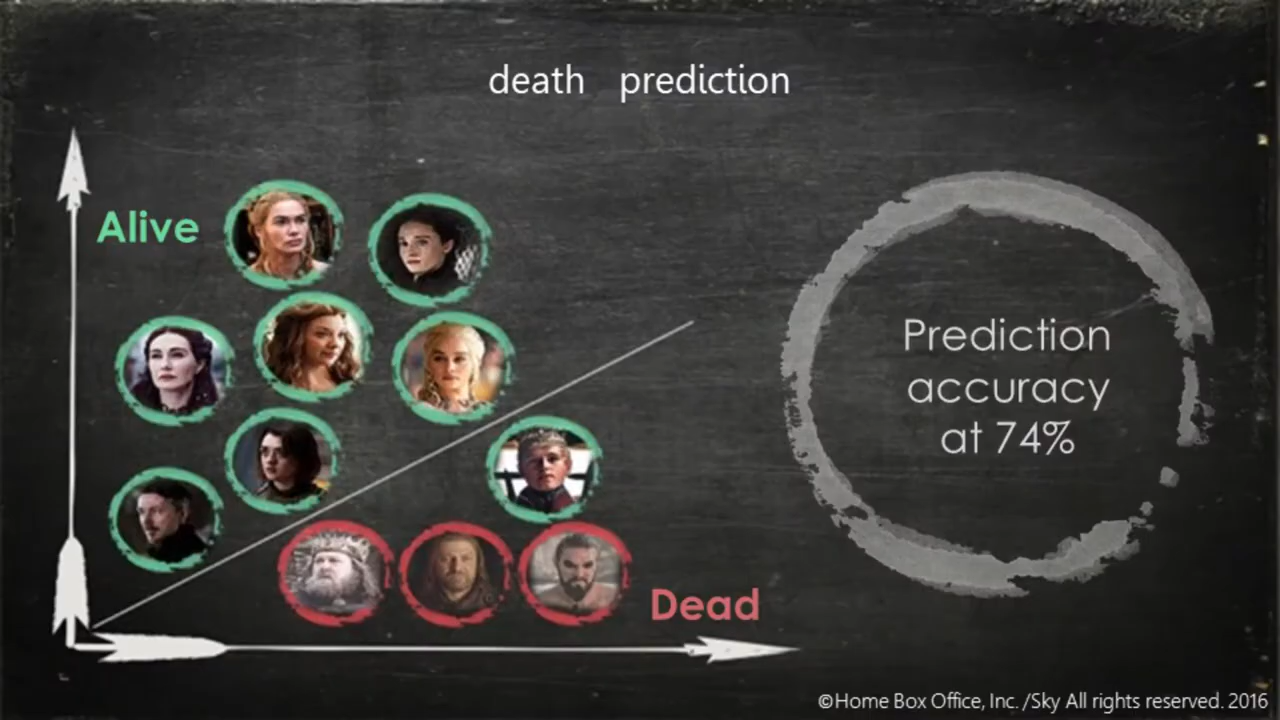 death prediction
Alive
Prediction
accuracy
at 74%
Dead
©Home Box Office, Inc. /Sky All rights reserved. 2016